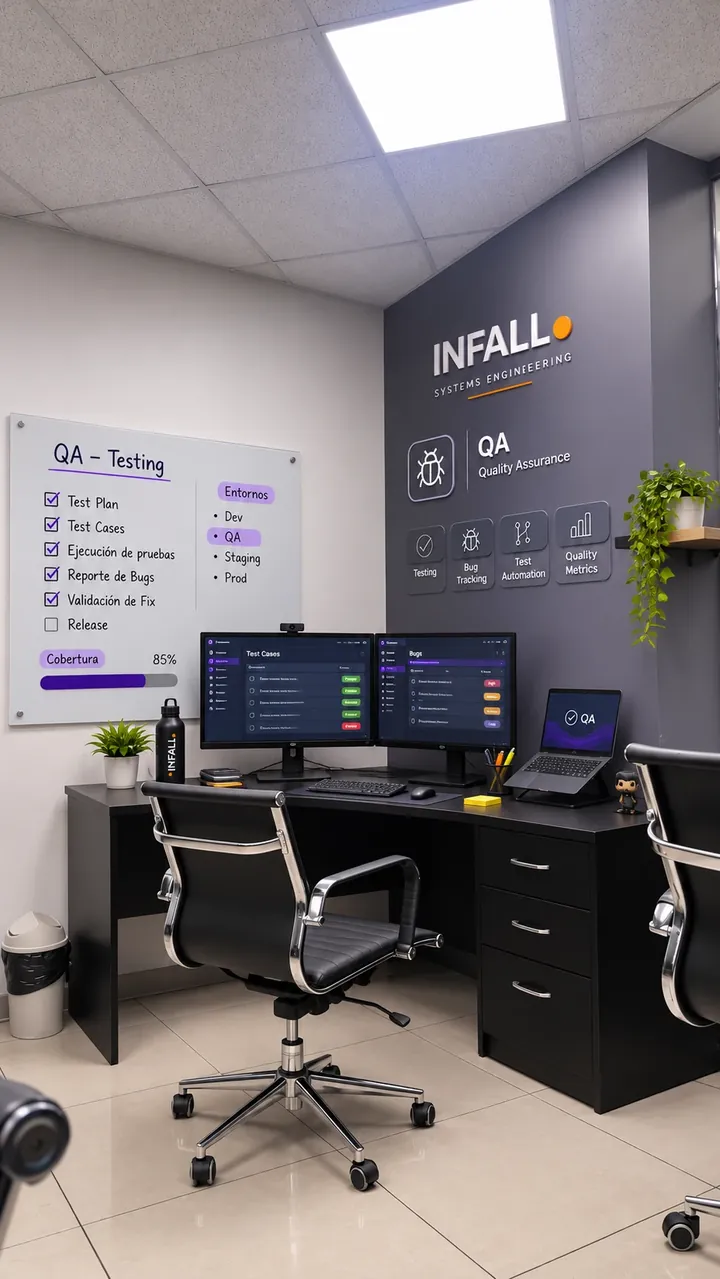 QA – Testing
Test Plan
Test Cases
Ejecución de pruebas
Reporte de Bugs
Validación de Fix
Release
Entornos
• Dev
• QA
• Staging
• Prod
Cobertura
85%
INFALL
SYSTEMS ENGINEERING
QA
Quality Assurance
Testing
Bug
Tracking
Test
Automation
Quality
Metrics
Test Cases
Bugs
QA
INFALL